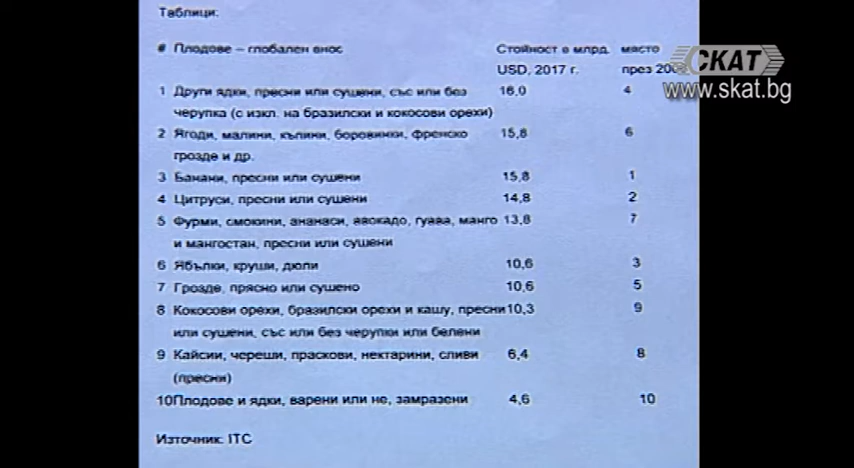 Таблици:
# Плодове – глобален внос Стойност в млрд. място
USD, 2017 г. през
СКАТ
www.skat.bg
1 Други ядки, пресни или сушени, със или без 16,0 4
черупка (с изкл. на бразилски и кокосови орехи)
2 Ягоди, малини, къпини, боровинки, френско 15,8 6
грозде и др.
3 Банани, пресни или сушени 15,8 1
4 Цитруси, пресни или сушени 14,8 2
5 Фурми, смокини, ананаси, авокадо, гуава, манго 13,8 7
и мангостан, пресни или сушени
6 Ябълки, круши, дюли 10,6 3
7 Грозде, прясно или сушено 10,6 5
8 Кокосови орехи, бразилски орехи и кашу, пресни 10,3 9
или сушени, със или без черупки или белени
9 Кайсии, череши, праскови, нектарини, сливи 6,4 8
(пресни)
10 Плодове и ядки, варени или не, замразени 4,6 10
Източник: ITC